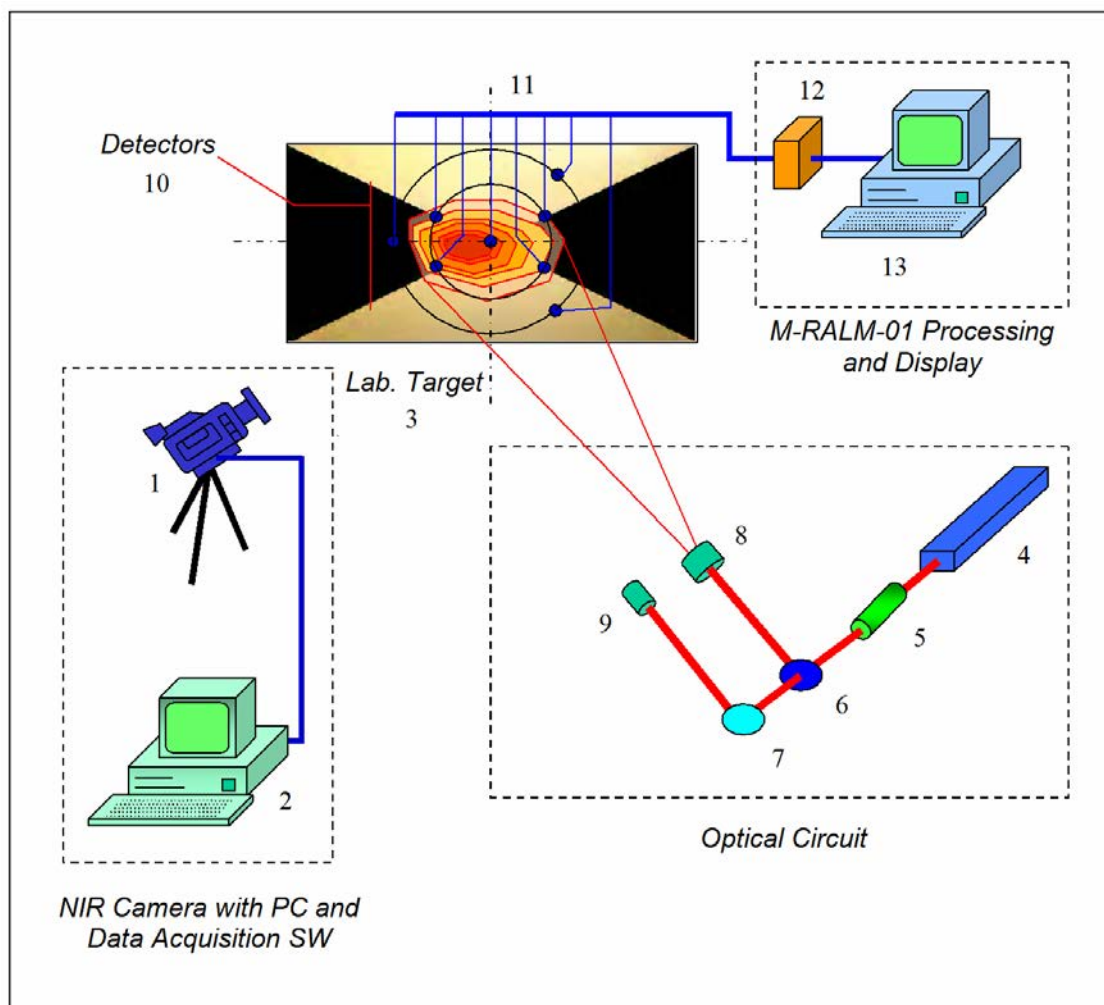 11
12
Detectors
10
13
M-RALM-01 Processing
and Display
Lab. Target
3
1
8
4
9
5
6
7
2
Optical Circuit
NIR Camera with PC and
Data Acquisition SW